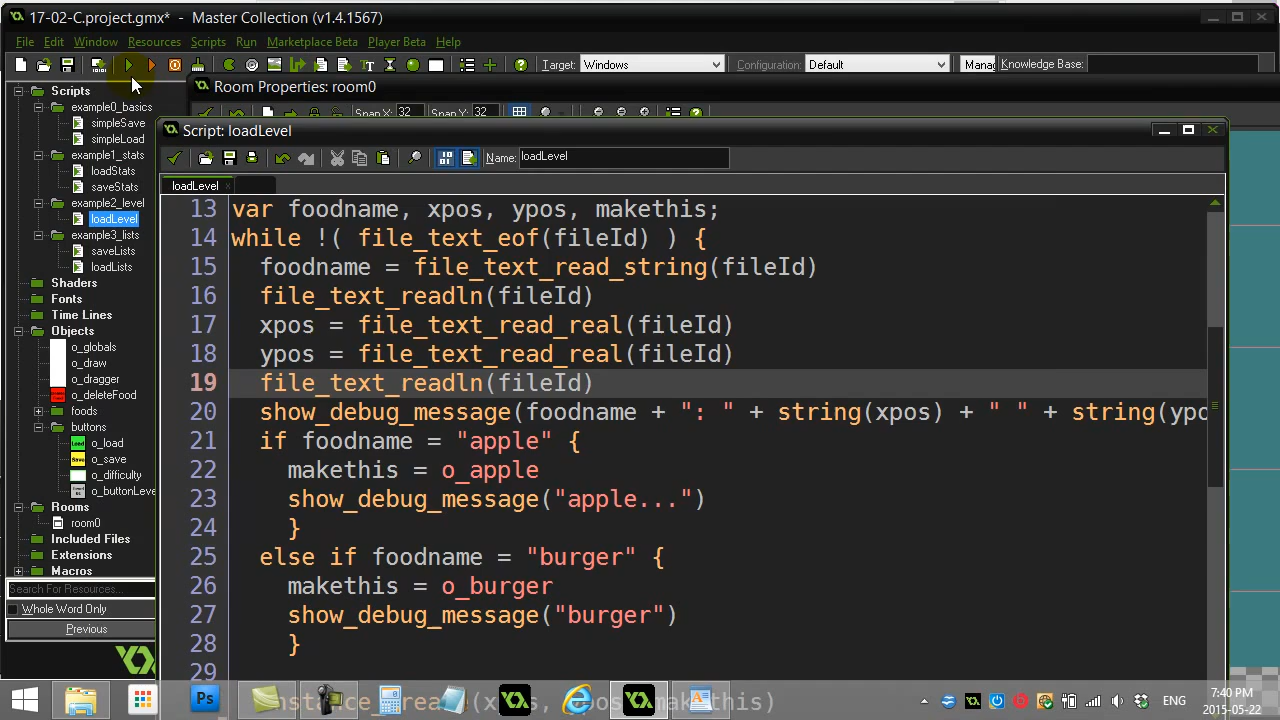 17-02-C.project.gmx* - Master Collection (v1.4.1567)
File Edit Window Resources Scripts Run Marketplace Beta Player Beta Help
Target: Windows Configuration: Default Knowledge Base:
Room Properties: room0
Snap X: 32 Snap Y: 32
Script: loadLevel
Name: loadLevel
loadLevel
Scripts
example0_basics
simpleSave
simpleLoad
example1_stats
loadStats
saveStats
example2_level
loadLevel
example3_lists
saveLists
loadLists
Shaders
Fonts
Time Lines
Objects
o_globals
o_draw
o_dragger
o_deleteFood
foods
buttons
Load o_load
Save o_save
o_difficulty
o_buttonLeve
Rooms
room0
Included Files
Extensions
Macros
Search For Resources...
Whole Word Only
Previous
13 var foodname, xpos, ypos, makethis;
14 while !( file_text_eof(fileId) ) {
15 foodname = file_text_read_string(fileId)
16 file_text_readln(fileId)
17 xpos = file_text_read_real(fileId)
18 ypos = file_text_read_real(fileId)
19 file_text_readln(fileId)
20 show_debug_message(foodname + ": " + string(xpos) + " " + string(ypo
21 if foodname = "apple" {
22 makethis = o_apple
23 show_debug_message("apple...")
24 }
25 else if foodname = "burger" {
26 makethis = o_burger
27 show_debug_message("burger")
28 }
29
Ps
ENG
7:40 PM
2015-05-22